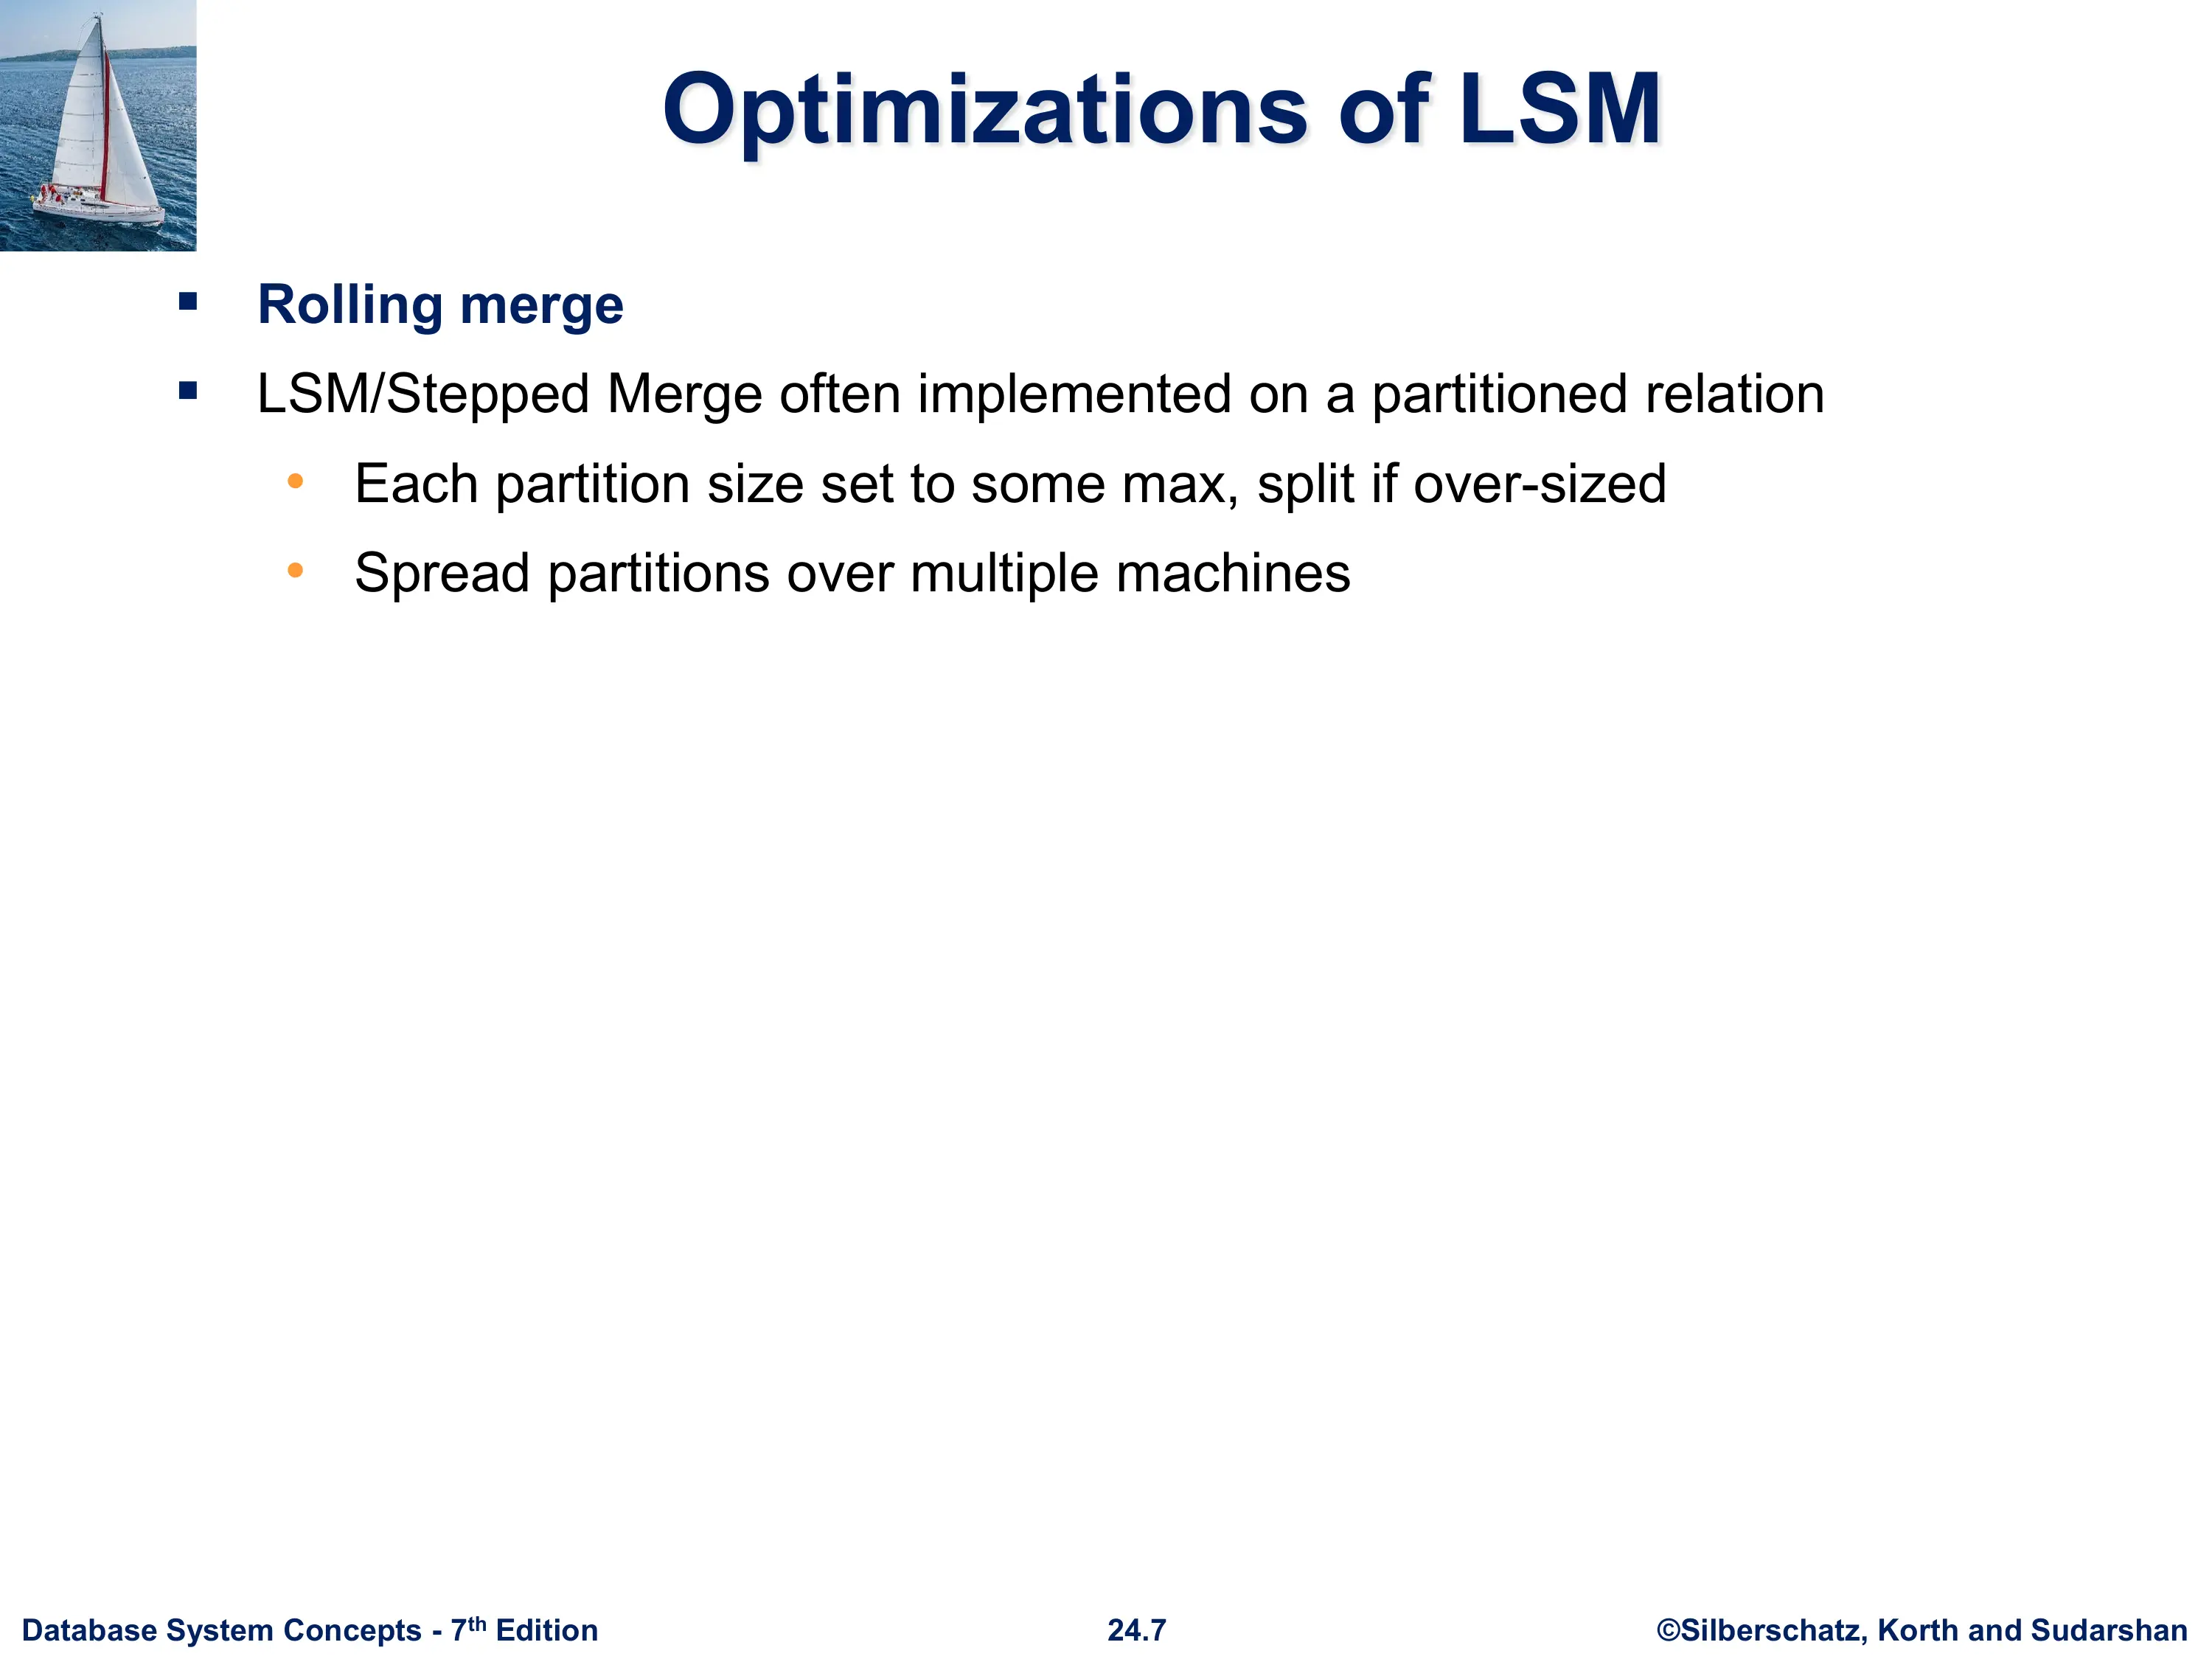 Optimizations of LSM
▪ Rolling merge
▪ LSM/Stepped Merge often implemented on a partitioned relation
• Each partition size set to some max, split if over-sized
• Spread partitions over multiple machines
Database System Concepts - 7th Edition
24.7
©Silberschatz, Korth and Sudarshan